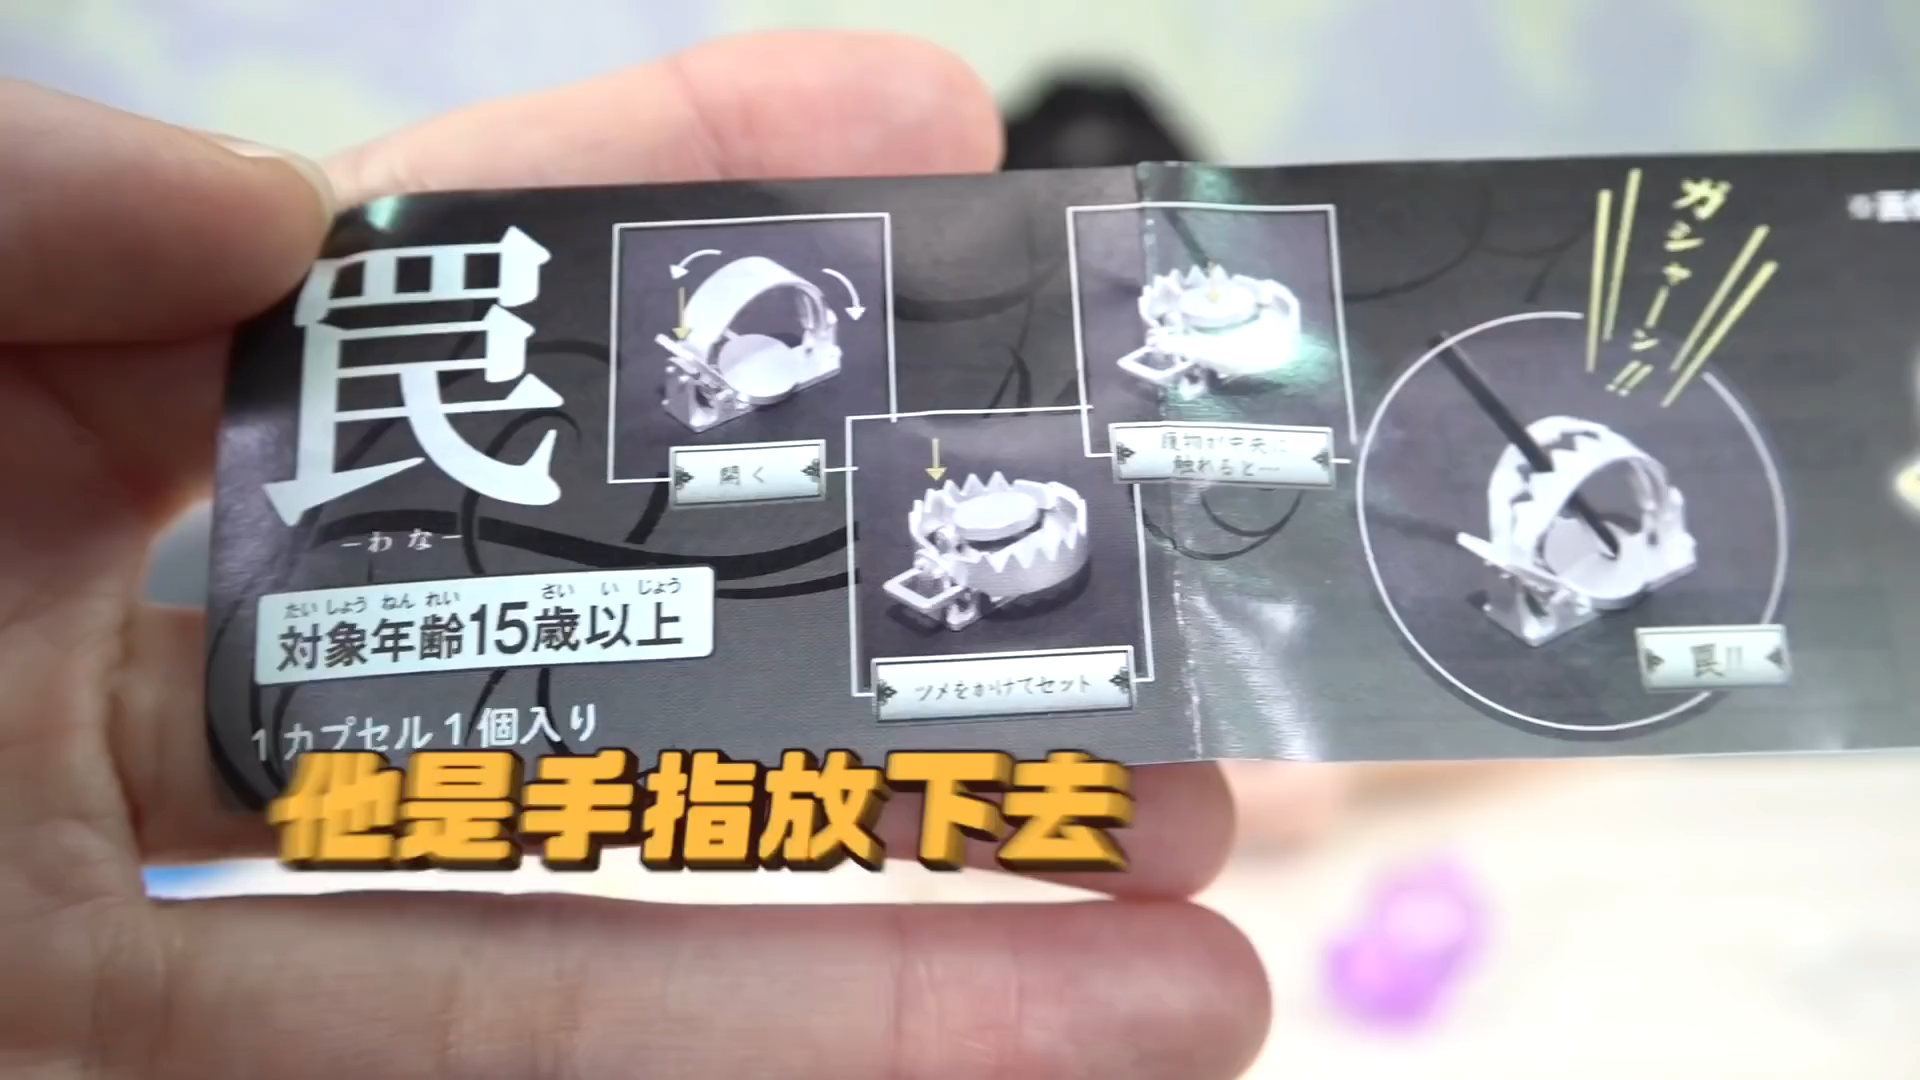 罠
－わな－
たいしょうねんれい さいいじょう
対象年齢15歳以上
1カプセル1個入り
開く
ツメをかけてセット
獲物が中央に
触れると…
ガシャーン!!
罠!!
他是手指放下去